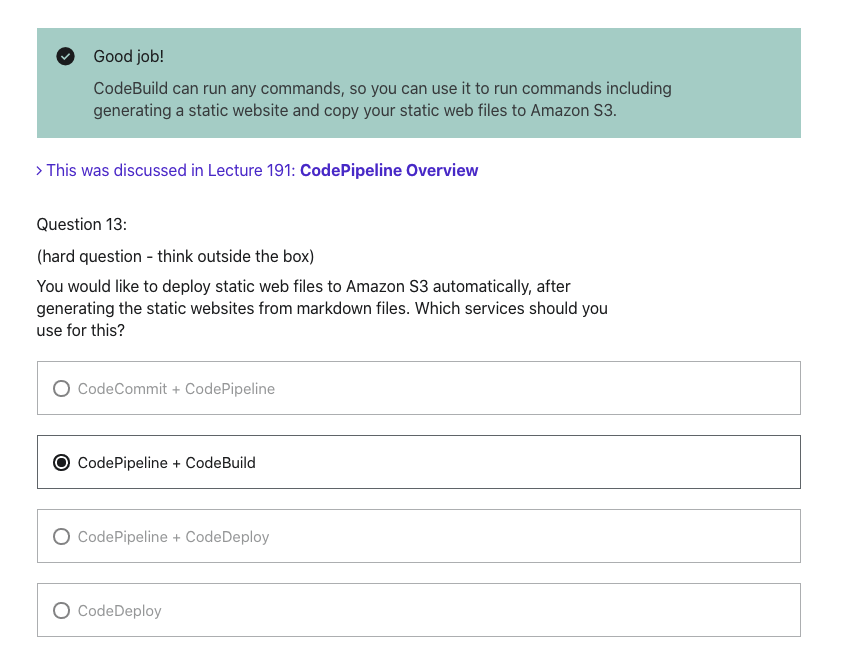 Good job!
CodeBuild can run any commands, so you can use it to run commands including
generating a static website and copy your static web files to Amazon S3.
This was discussed in Lecture 191: CodePipeline Overview
Question 13:
(hard question - think outside the box)
You would like to deploy static web files to Amazon S3 automatically, after
generating the static websites from markdown files. Which services should you
use for this?
CodeCommit + CodePipeline
CodePipeline + CodeBuild
CodePipeline + CodeDeploy
CodeDeploy